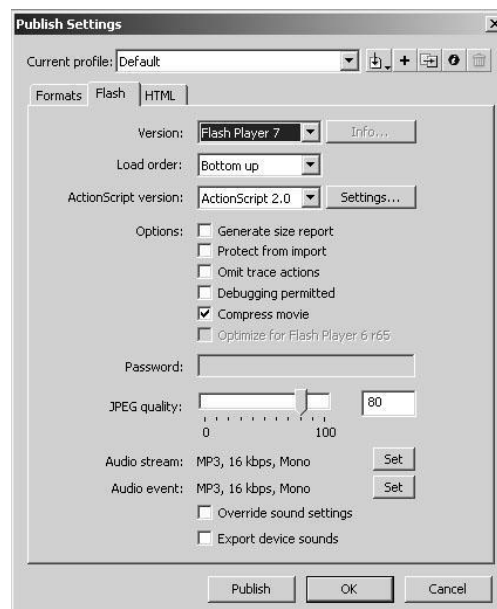 Publish Settings
Current profile: Default
Formats Flash HTML
Version: Flash Player 7 Info...
Load order: Bottom up
ActionScript version: ActionScript 2.0 Settings...
Options: Generate size report
Protect from import
Omit trace actions
Debugging permitted
Compress movie
Optimize for Flash Player 6 r65
Password:
JPEG quality: 80
0 100
Audio stream: MP3, 16 kbps, Mono Set
Audio event: MP3, 16 kbps, Mono Set
Override sound settings
Export device sounds
Publish OK Cancel